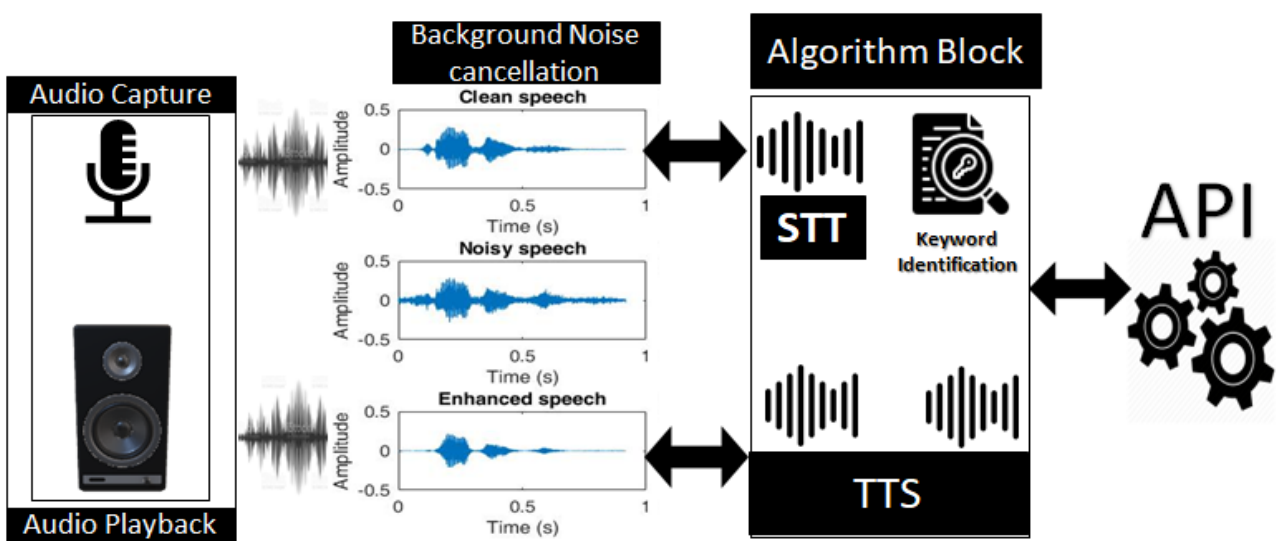 Audio Capture
Audio Playback
Background Noise
cancellation
Clean speech
Amplitude
0.5
0
-0.5
0 0.5 1
Time (s)
Noisy speech
Amplitude
0.5
0
-0.5
0 0.5 1
Time (s)
Enhanced speech
Amplitude
0.5
0
-0.5
0 0.5 1
Time (s)
Algorithm Block
STT
Keyword
Identification
TTS
API